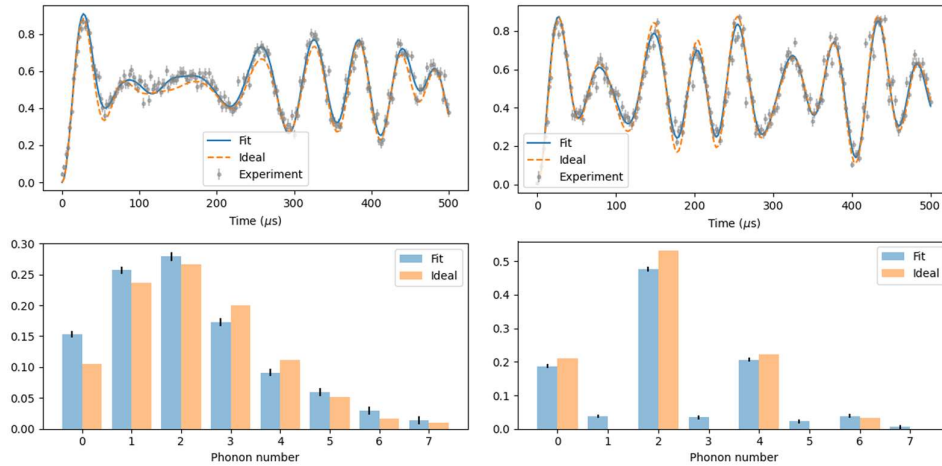 0.8
0.6
0.4
0.2
0.0
Fit
Ideal
Experiment
0 100 200 300 400 500
Time (μs)
0.8
0.6
0.4
0.2
0.0
Fit
Ideal
Experiment
0 100 200 300 400 500
Time (μs)
0.30
0.25
0.20
0.15
0.10
0.05
0.00
Fit
Ideal
0 1 2 3 4 5 6 7
Phonon number
0.5
0.4
0.3
0.2
0.1
0.0
Fit
Ideal
0 1 2 3 4 5 6 7
Phonon number